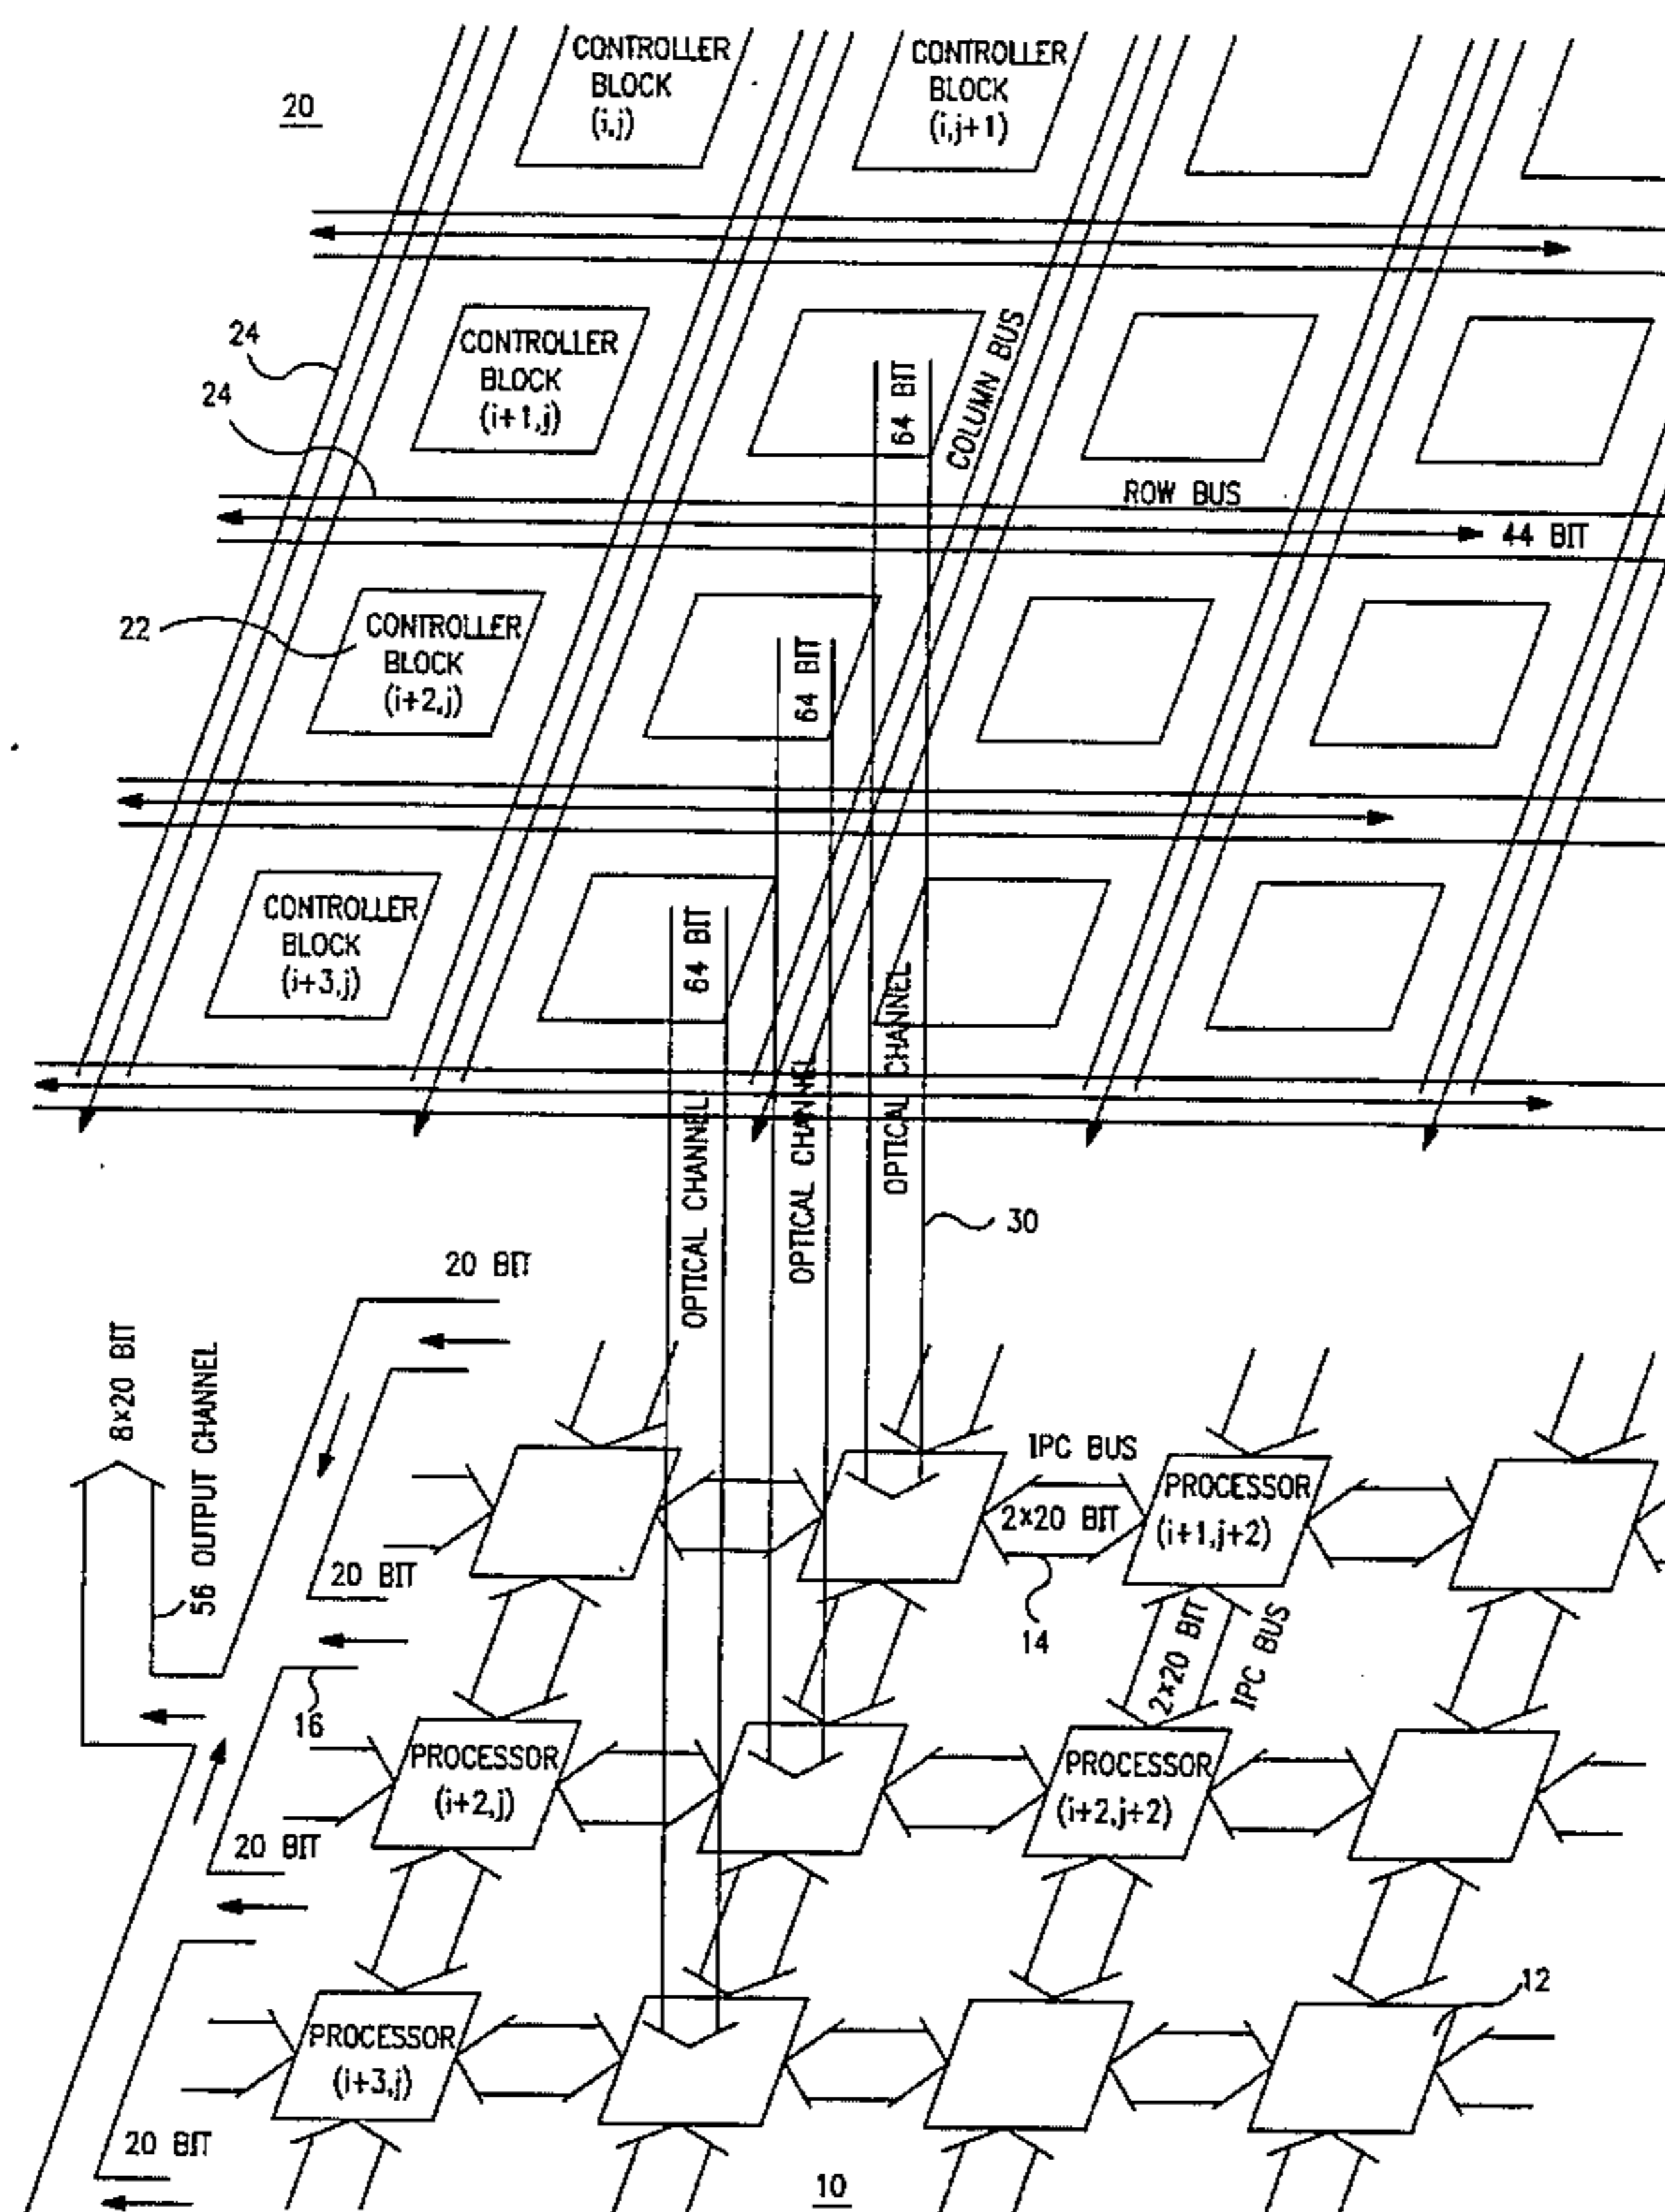 CONTROLLER
BLOCK
(i,j)
CONTROLLER
BLOCK
(i,j+1)
20
24
24
CONTROLLER
BLOCK
(i+1,j)
64 BIT
COLUMN BUS
ROW BUS
44 BIT
22
CONTROLLER
BLOCK
(i+2,j)
64 BIT
CONTROLLER
BLOCK
(i+3,j)
64 BIT
OPTICAL CHANNEL
OPTICAL CHANNEL
OPTICAL CHANNEL
30
20 BIT
8×20 BIT
56 OUTPUT CHANNEL
IPC BUS
2×20 BIT
PROCESSOR
(i+1,j+2)
20 BIT
14
2×20 BIT
IPC BUS
16
PROCESSOR
(i+2,j)
PROCESSOR
(i+2,j+2)
20 BIT
12
PROCESSOR
(i+3,j)
20 BIT
10